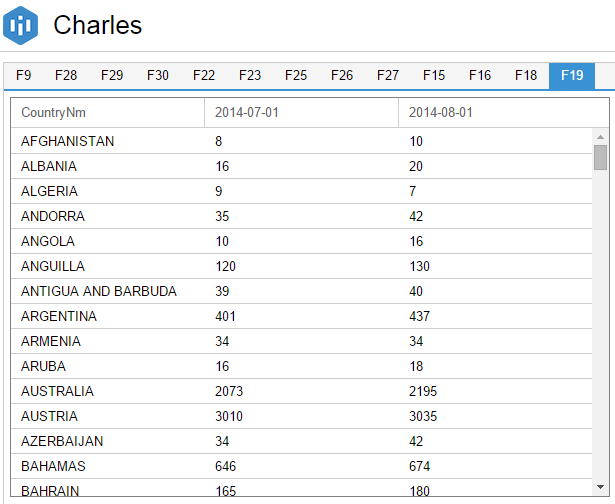 Charles
F9 F28 F29 F30 F22 F23 F25 F26 F27 F15 F16 F18 F19
CountryNm 2014-07-01 2014-08-01
AFGHANISTAN 8 10
ALBANIA 16 20
ALGERIA 9 7
ANDORRA 35 42
ANGOLA 10 16
ANGUILLA 120 130
ANTIGUA AND BARBUDA 39 40
ARGENTINA 401 437
ARMENIA 34 34
ARUBA 16 18
AUSTRALIA 2073 2195
AUSTRIA 3010 3035
AZERBAIJAN 34 42
BAHAMAS 646 674
BAHRAIN 165 180